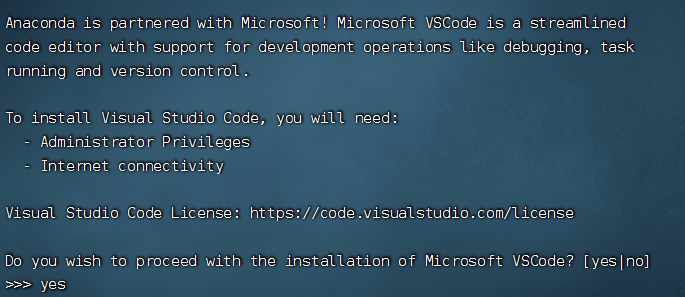 Anaconda is partnered with Microsoft! Microsoft VSCode is a streamlined
code editor with support for development operations like debugging, task
running and version control.
To install Visual Studio Code, you will need:
- Administrator Privileges
- Internet connectivity
Visual Studio Code License: https://code.visualstudio.com/license
Do you wish to proceed with the installation of Microsoft VSCode? [yes|no]
>>> yes